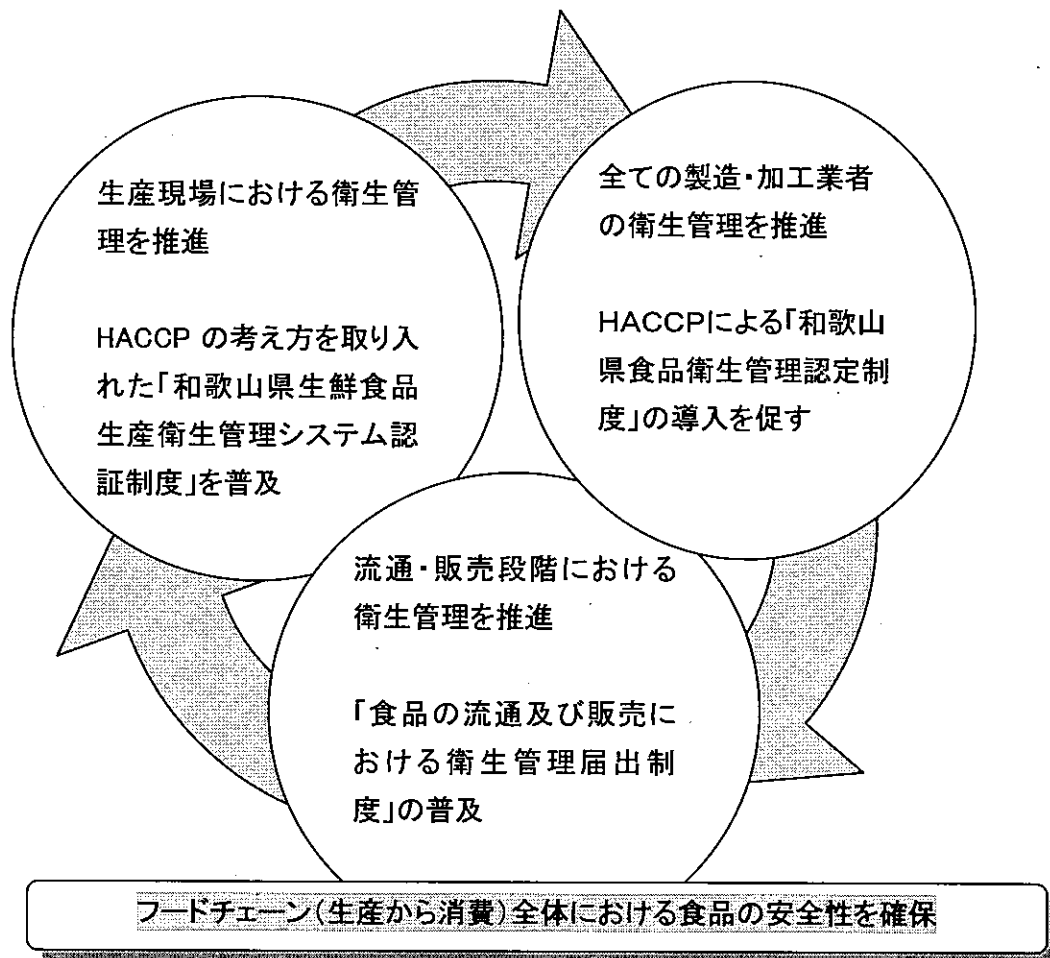 生産現場における衛生管
理を推進
HACCP の考え方を取り入
れた「和歌山県生鮮食品
生産衛生管理システム認
証制度」を普及
全ての製造・加工業者
の衛生管理を推進
HACCPによる「和歌山
県食品衛生管理認定制
度」の導入を促す
流通・販売段階における
衛生管理を推進
「食品の流通及び販売に
おける衛生管理届出制
度」の普及
フードチェーン（生産から消費）全体における食品の安全性を確保